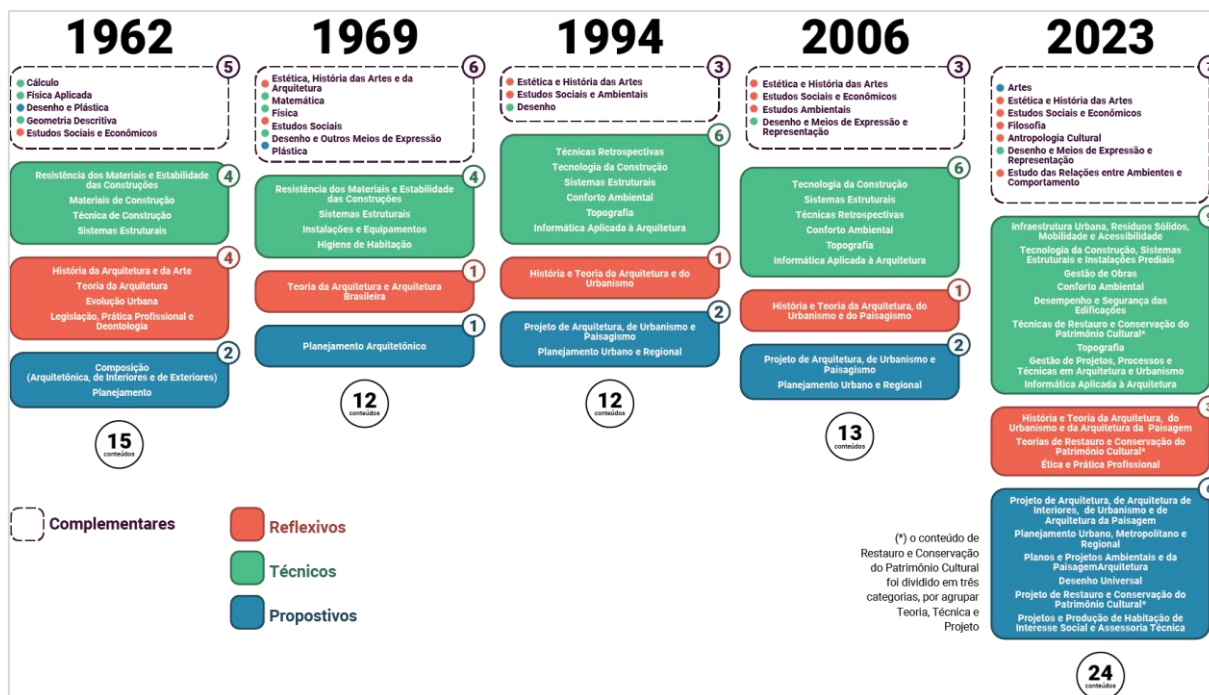 1962
5
Cálculo
Física Aplicada
Desenho e Plástica
Geometria Descritiva
Estudos Sociais e Econômicos
4
Resistência dos Materiais e Estabilidade
das Construções
Materiais de Construção
Técnica de Construção
Sistemas Estruturais
4
História da Arquitetura e da Arte
Teoria da Arquitetura
Evolução Urbana
Legislação, Prática Profissional e
Deontologia
2
Composição
(Arquitetônica, de Interiores e de Exteriores)
Planejamento
15
conteúdos
1969
6
Estética, História das Artes e da
Arquitetura
Matemática
Física
Estudos Sociais
Desenho e Outros Meios de Expressão
Plástica
4
Resistência dos Materiais e Estabilidade das
Construções
Sistemas Estruturais
Instalações e Equipamentos
Higiene de Habitação
1
Teoria da Arquitetura e Arquitetura
Brasileira
1
Planejamento Arquitetônico
12
conteúdos
1994
3
Estética e História das Artes
Estudos Sociais e Ambientais
Desenho
6
Técnicas Retrospectivas
Tecnologia da Construção
Sistemas Estruturais
Conforto Ambiental
Topografia
Informática Aplicada à Arquitetura
1
História e Teoria da Arquitetura e do
Urbanismo
2
Projeto de Arquitetura, de Urbanismo e
Paisagismo
Planejamento Urbano e Regional
12
conteúdos
2006
3
Estética e História das Artes
Estudos Sociais e Econômicos
Estudos Ambientais
Desenho e Meios de Expressão e
Representação
6
Tecnologia da Construção
Sistemas Estruturais
Técnicas Retrospectivas
Conforto Ambiental
Topografia
Informática Aplicada à Arquitetura
1
História e Teoria da Arquitetura, do
Urbanismo e do Paisagismo
2
Projeto de Arquitetura, de Urbanismo e
Paisagismo
Planejamento Urbano e Regional
13
conteúdos
2023
7
Artes
Estética e História das Artes
Estudos Sociais e Econômicos
Filosofia
Antropologia Cultural
Desenho e Meios de Expressão e
Representação
Estudo das Relações entre Ambientes e
Comportamento
9
Infraestrutura Urbana, Resíduos Sólidos,
Mobilidade e Acessibilidade
Tecnologia da Construção, Sistemas
Estruturais e Instalações Prediais
Gestão de Obras
Conforto Ambiental
Desempenho e Segurança das
Edificações
Técnicas de Restauro e Conservação do
Patrimônio Cultural*
Topografia
Gestão de Projetos, Processos e
Técnicas em Arquitetura e Urbanismo
Informática Aplicada à Arquitetura
3
História e Teoria da Arquitetura, do
Urbanismo e da Arquitetura da Paisagem
Teorias de Restauro e Conservação do
Patrimônio Cultural*
Ética e Prática Profissional
6
Projeto de Arquitetura, de Arquitetura de
Interiores, de Urbanismo e de
Arquitetura da Paisagem
Planejamento Urbano, Metropolitano e
Regional
Planos e Projetos Ambientais e da
PaisagemArquitetura
Desenho Universal
Projeto de Restauro e Conservação do
Patrimônio Cultural*
Projetos e Produção de Habitação de
Interesse Social e Assessoria Técnica
24
conteúdos
Complementares
Reflexivos
Técnicos
Propostivos
(*) o conteúdo de
Restauro e Conservação
do Patrimônio Cultural
foi dividido em três
categorias, por agrupar
Teoria, Técnica e
Projeto